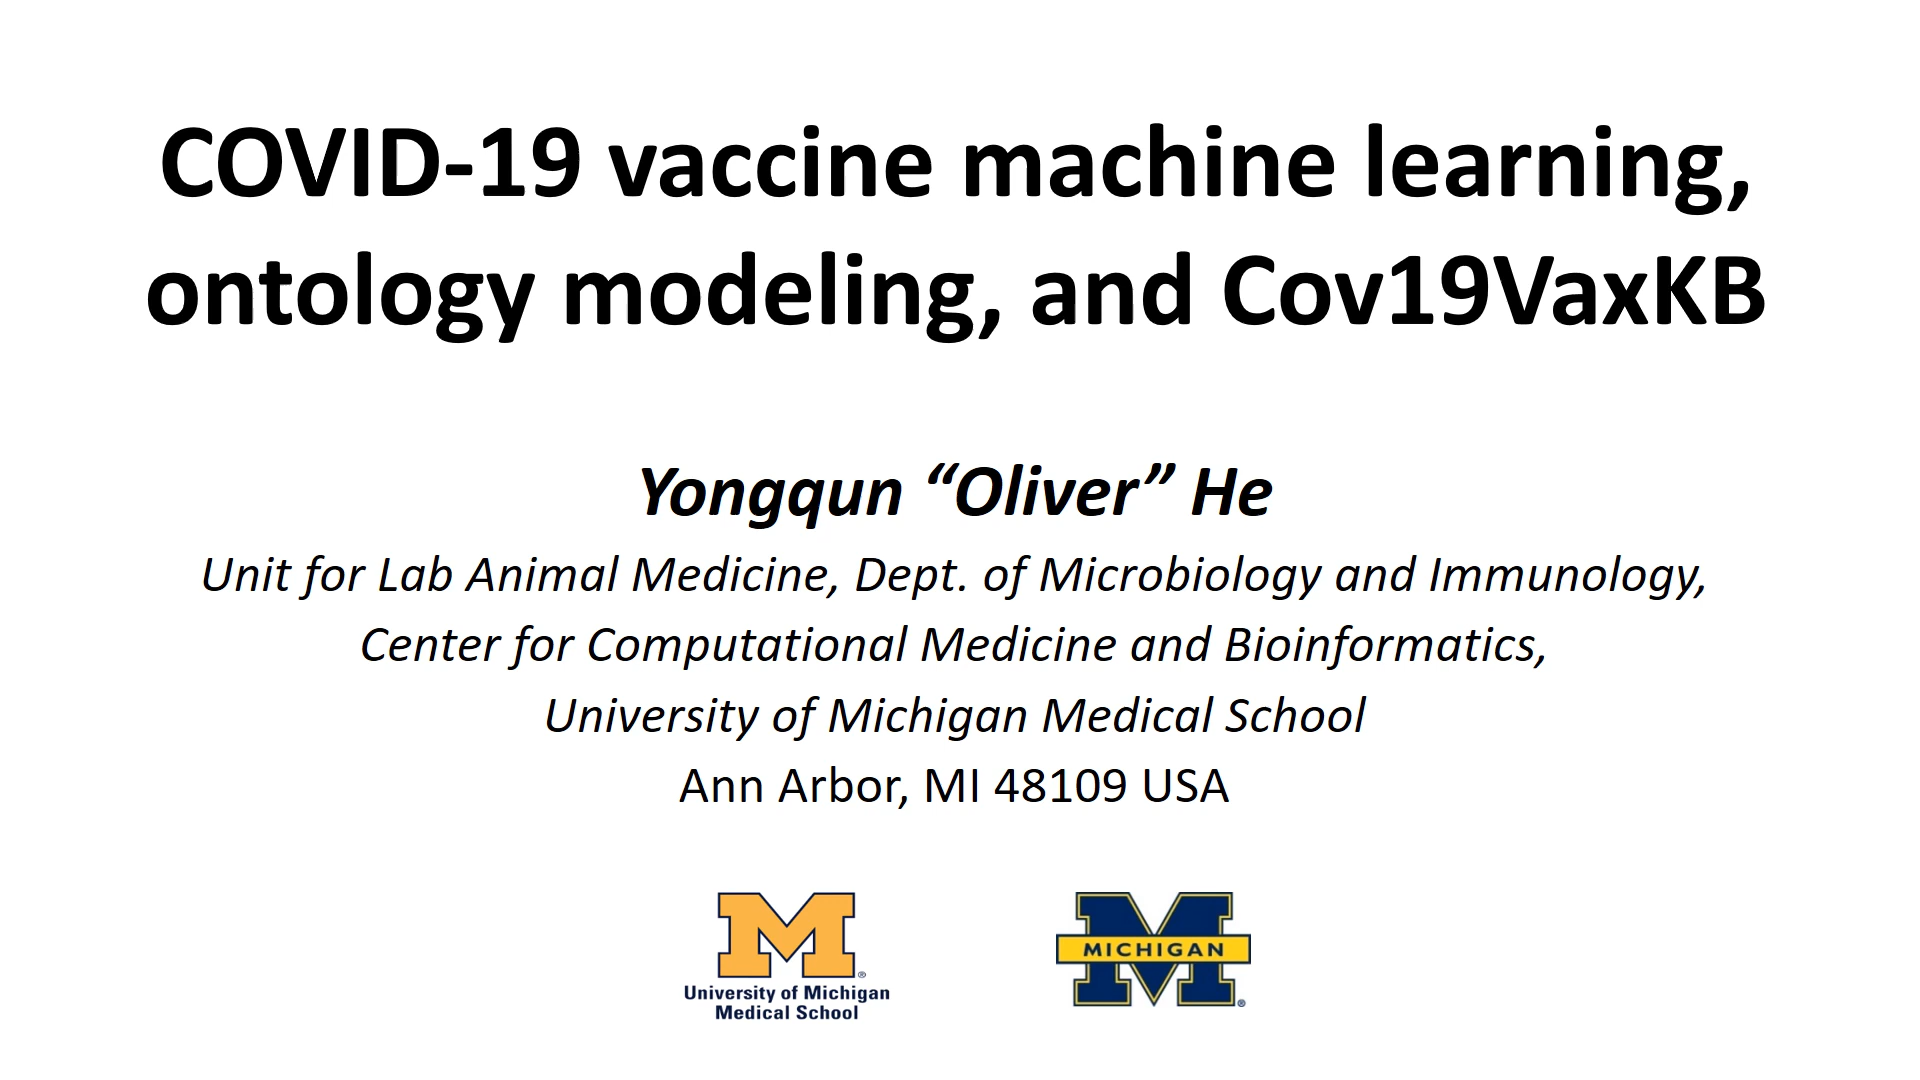 COVID-19 vaccine machine learning,
ontology modeling, and Cov19VaxKB
Yongqun “Oliver” He
Unit for Lab Animal Medicine, Dept. of Microbiology and Immunology,
Center for Computational Medicine and Bioinformatics,
University of Michigan Medical School
Ann Arbor, MI 48109 USA
M®
University of Michigan
Medical School
MICHIGAN
®